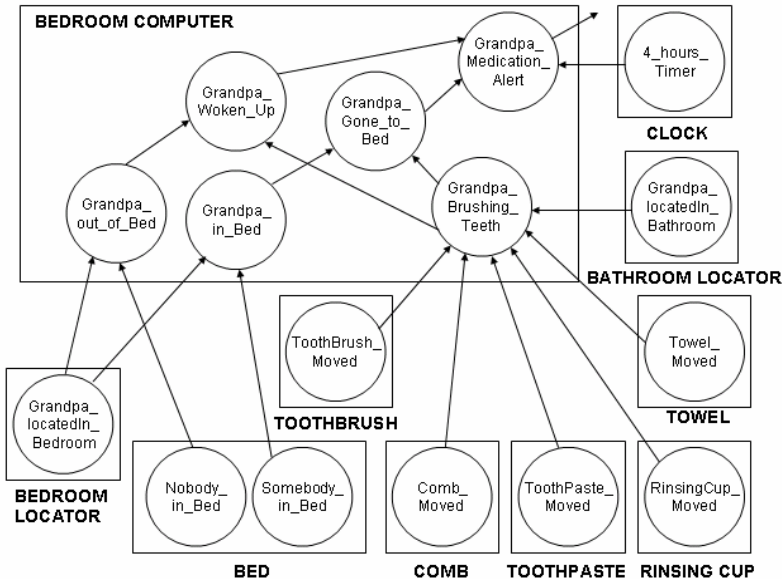 BEDROOM COMPUTER
Grandpa_
Medication_
Alert
4_hours_
Timer
CLOCK
Grandpa_
Woken_Up
Grandpa_
Gone_to_
Bed
Grandpa_
out_of_Bed
Grandpa_
in_Bed
Grandpa_
Brushing_
Teeth
Grandpa_
locatedIn_
Bathroom
BATHROOM LOCATOR
ToothBrush_
Moved
TOOTHBRUSH
Towel_
Moved
TOWEL
Grandpa_
locatedIn_
Bedroom
BEDROOM
LOCATOR
Nobody_
in_Bed
Somebody_
in_Bed
BED
Comb_
Moved
COMB
ToothPaste_
Moved
TOOTHPASTE
RinsingCup_
Moved
RINSING CUP